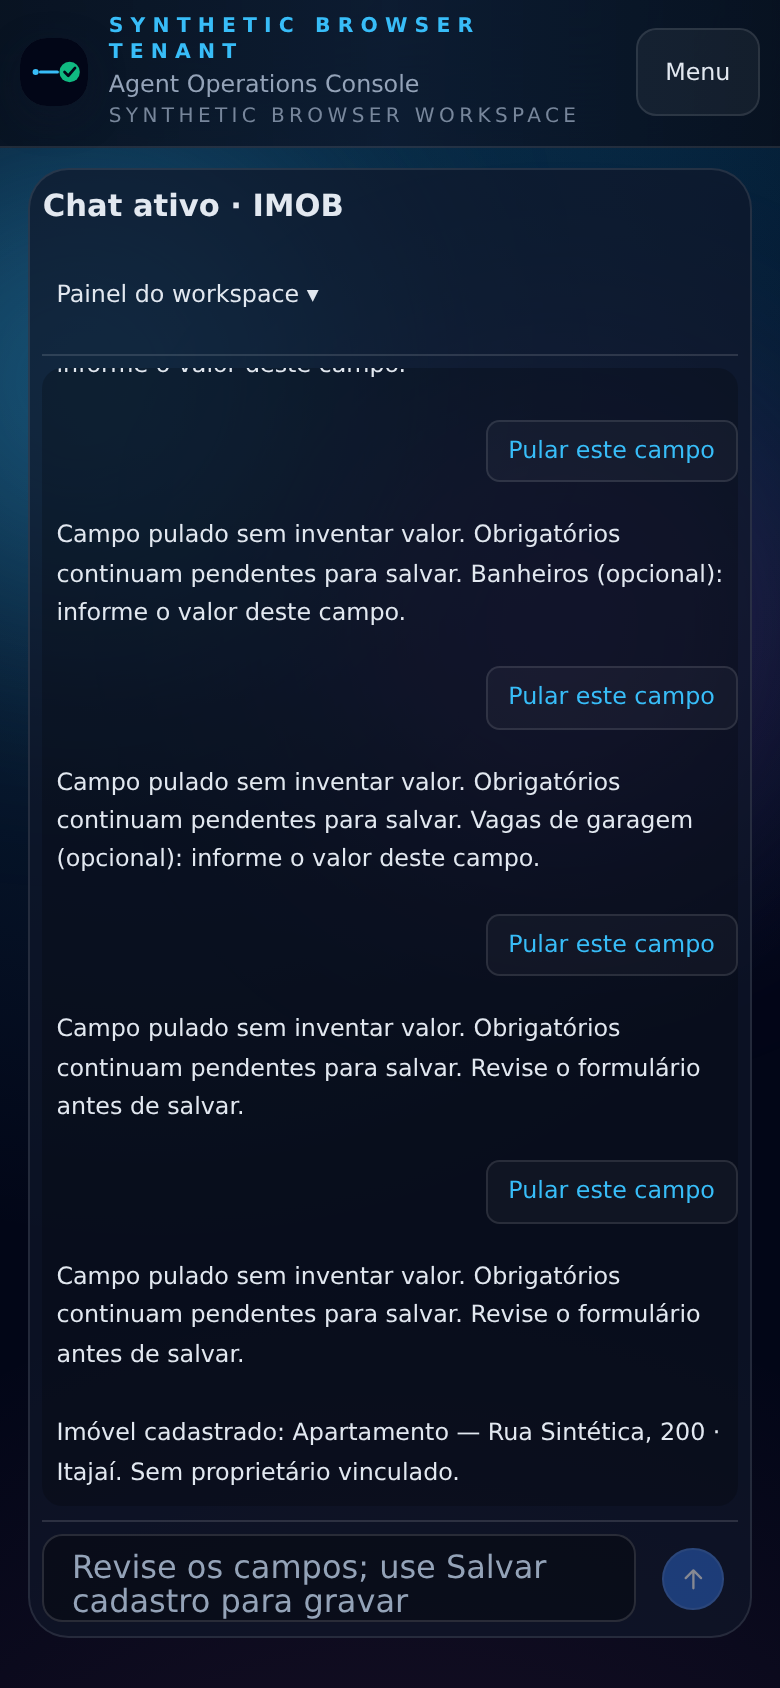 SYNTHETIC BROWSER
TENANT
Agent Operations Console
SYNTHETIC BROWSER WORKSPACE
Menu
Chat ativo · IMOB
Painel do workspace ▾
informe o valor deste campo.
Pular este campo
Campo pulado sem inventar valor. Obrigatórios
continuam pendentes para salvar. Banheiros (opcional):
informe o valor deste campo.
Pular este campo
Campo pulado sem inventar valor. Obrigatórios
continuam pendentes para salvar. Vagas de garagem
(opcional): informe o valor deste campo.
Pular este campo
Campo pulado sem inventar valor. Obrigatórios
continuam pendentes para salvar. Revise o formulário
antes de salvar.
Pular este campo
Campo pulado sem inventar valor. Obrigatórios
continuam pendentes para salvar. Revise o formulário
antes de salvar.
Imóvel cadastrado: Apartamento — Rua Sintética, 200 ·
Itajaí. Sem proprietário vinculado.
Revise os campos; use Salvar
cadastro para gravar